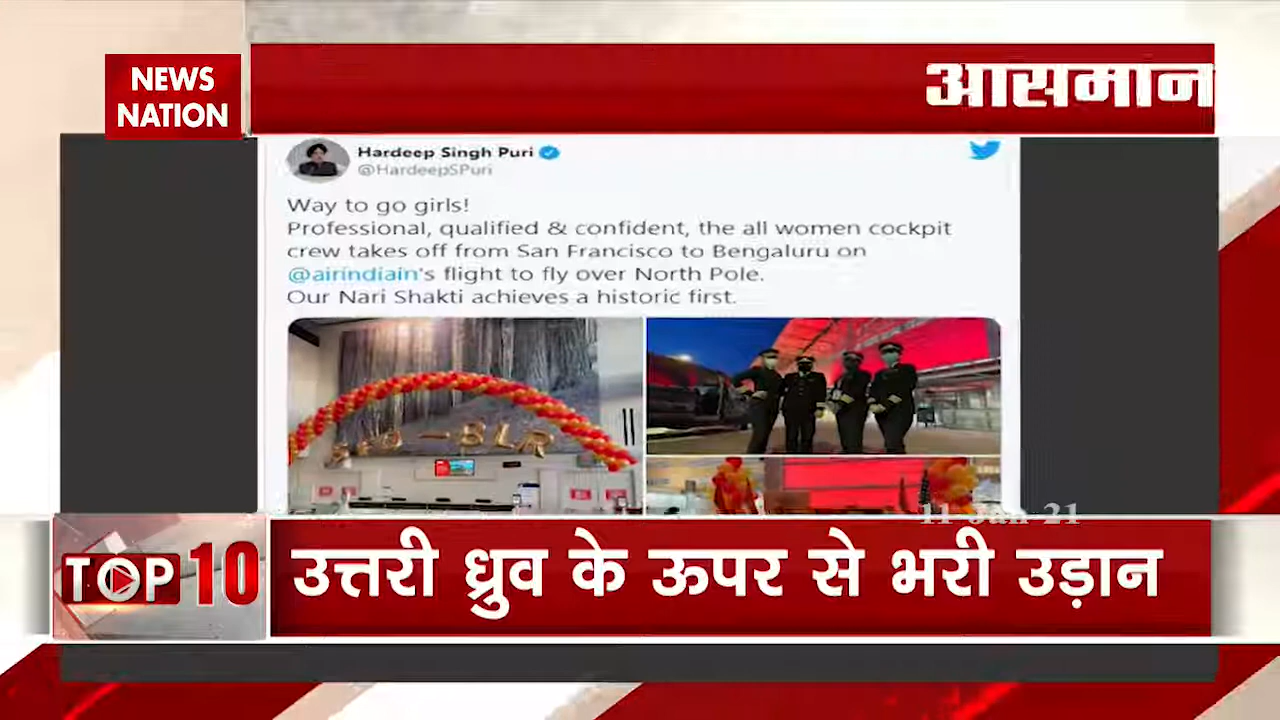 NEWS
NATION
आसमान
Hardeep Singh Puri
@HardeepSPuri
Way to go girls!
Professional, qualified & confident, the all women cockpit
crew takes off from San Francisco to Bengaluru on
@airindiain's flight to fly over North Pole.
Our Nari Shakti achieves a historic first.
- BLR
11-Jan-21
TOP 10
उत्तरी ध्रुव के ऊपर से भरी उड़ान